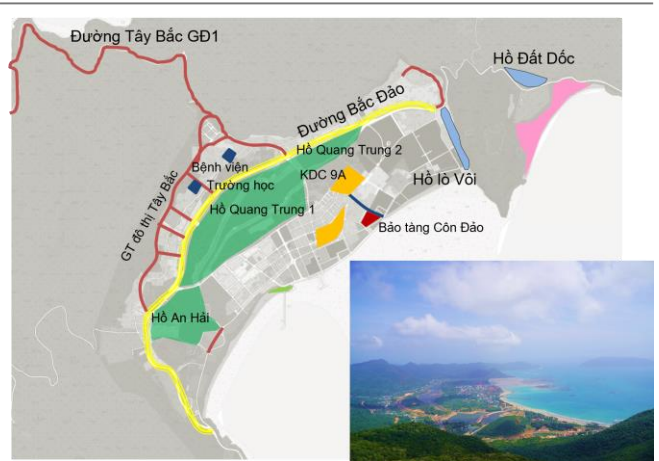 Đường Tây Bắc GĐ1
Hồ Đất Dốc
Đường Bắc Đảo
Hồ Quang Trung 2
Bệnh viện
KDC 9A
Hồ lò Vôi
Trường học
Hồ Quang Trung 1
GT đô thị Tây Bắc
Bảo tàng Côn Đảo
Hồ An Hải